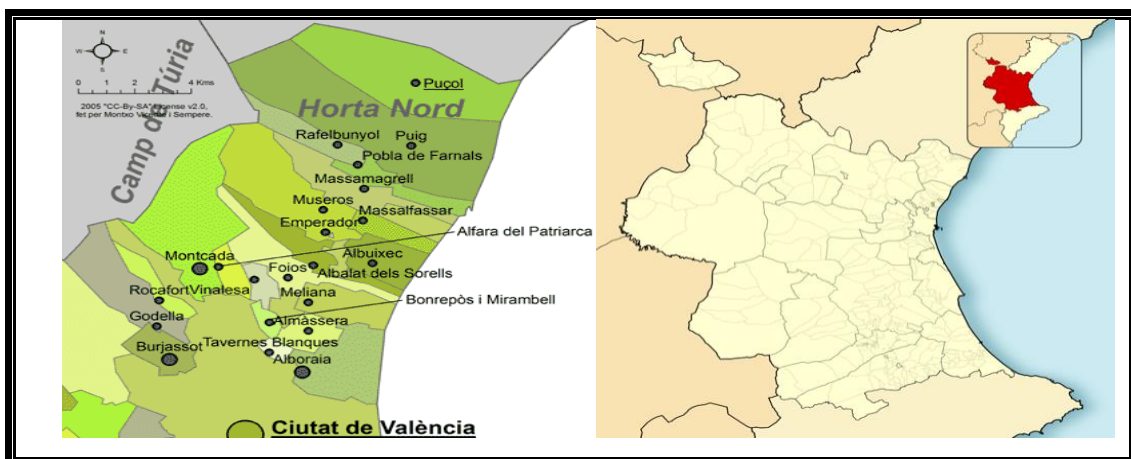 N
W E
S
0 1 2 4 Kms
2005 "CC-By-SA" License v2.0,
fet per Montxo Vicente i Sempere.
Camp de Túria
Horta Nord
Puçol
Rafelbunyol
Puig
Pobla de Farnals
Massamagrell
Museros
Massalfassar
Emperador
Alfara del Patriarca
Montcada
Albuixec
Foios
Albalat dels Sorells
Rocafort
Vinalesa
Meliana
Bonrepòs i Mirambell
Godella
Almàssera
Burjassot
Tavernes Blanques
Alboraia
Ciutat de València